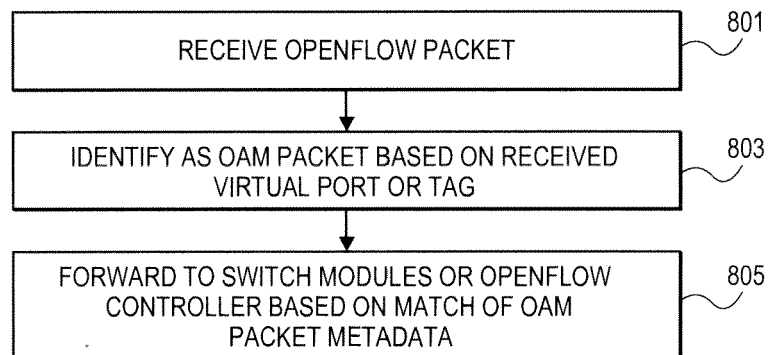 RECEIVE OPENFLOW PACKET
801
IDENTIFY AS OAM PACKET BASED ON RECEIVED
VIRTUAL PORT OR TAG
803
FORWARD TO SWITCH MODULES OR OPENFLOW
CONTROLLER BASED ON MATCH OF OAM
PACKET METADATA
805